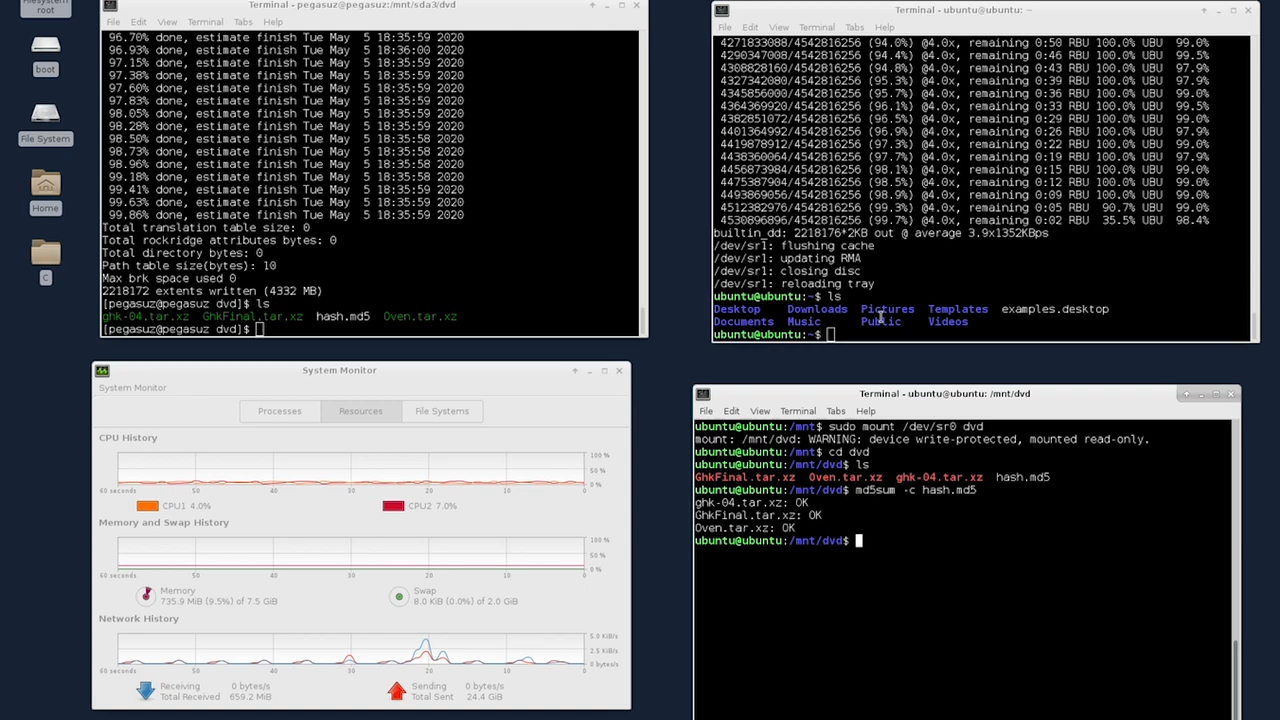 Filesystem
root
boot
File System
Home
C
Terminal - pegasuz@pegasuz:/mnt/sda3/dvd
File Edit View Terminal Tabs Help
96.70% done, estimate finish Tue May  5 18:35:59 2020
96.93% done, estimate finish Tue May  5 18:36:00 2020
97.15% done, estimate finish Tue May  5 18:35:59 2020
97.38% done, estimate finish Tue May  5 18:35:59 2020
97.60% done, estimate finish Tue May  5 18:35:59 2020
97.83% done, estimate finish Tue May  5 18:35:59 2020
98.05% done, estimate finish Tue May  5 18:35:59 2020
98.28% done, estimate finish Tue May  5 18:35:59 2020
98.50% done, estimate finish Tue May  5 18:35:58 2020
98.73% done, estimate finish Tue May  5 18:35:59 2020
98.96% done, estimate finish Tue May  5 18:35:58 2020
99.18% done, estimate finish Tue May  5 18:35:58 2020
99.41% done, estimate finish Tue May  5 18:35:59 2020
99.63% done, estimate finish Tue May  5 18:35:59 2020
99.86% done, estimate finish Tue May  5 18:35:59 2020
Total translation table size: 0
Total rockridge attributes bytes: 0
Total directory bytes: 0
Path table size(bytes): 10
Max brk space used 0
2218172 extents written (4332 MB)
[pegasuz@pegasuz dvd]$ ls
ghk-04.tar.xz  GhkFinal.tar.xz  hash.md5  Oven.tar.xz
[pegasuz@pegasuz dvd]$
Terminal - ubuntu@ubuntu: ~
File Edit View Terminal Tabs Help
4271833088/4542816256 (94.0%) @4.0x, remaining 0:50 RBU 100.0% UBU  99.0%
4290347008/4542816256 (94.4%) @4.0x, remaining 0:46 RBU 100.0% UBU  99.5%
4308828160/4542816256 (94.8%) @4.0x, remaining 0:43 RBU 100.0% UBU  97.9%
4327342080/4542816256 (95.3%) @4.0x, remaining 0:39 RBU 100.0% UBU  97.9%
4345856000/4542816256 (95.7%) @4.0x, remaining 0:36 RBU 100.0% UBU  99.0%
4364369920/4542816256 (96.1%) @4.0x, remaining 0:33 RBU 100.0% UBU  99.5%
4382851072/4542816256 (96.5%) @4.0x, remaining 0:29 RBU 100.0% UBU  99.0%
4401364992/4542816256 (96.9%) @4.0x, remaining 0:26 RBU 100.0% UBU  97.9%
4419878912/4542816256 (97.3%) @4.0x, remaining 0:22 RBU 100.0% UBU  99.0%
4438360064/4542816256 (97.7%) @4.0x, remaining 0:19 RBU 100.0% UBU  97.9%
4456873984/4542816256 (98.1%) @4.0x, remaining 0:15 RBU 100.0% UBU  99.0%
4475387904/4542816256 (98.5%) @4.0x, remaining 0:12 RBU 100.0% UBU  99.0%
4493869056/4542816256 (98.9%) @4.0x, remaining 0:09 RBU 100.0% UBU  99.0%
4512382976/4542816256 (99.3%) @4.0x, remaining 0:05 RBU  90.7% UBU  99.0%
4530896896/4542816256 (99.7%) @4.0x, remaining 0:02 RBU  35.5% UBU  98.4%
builtin_dd: 2218176*2KB out @ average 3.9x1352KBps
/dev/sr1: flushing cache
/dev/sr1: updating RMA
/dev/sr1: closing disc
/dev/sr1: reloading tray
ubuntu@ubuntu:~$ ls
Desktop    Downloads  Pictures  Templates  examples.desktop
Documents  Music      Public    Videos
ubuntu@ubuntu:~$
System Monitor
System Monitor
Processes Resources File Systems
CPU History
100 %
50 %
0 %
60 seconds 50 40 30 20 10 0
CPU1 4.0% CPU2 7.0%
Memory and Swap History
100 %
50 %
0 %
60 seconds 50 40 30 20 10 0
Memory
735.9 MiB (9.5%) of 7.5 GiB
Swap
8.0 KiB (0.0%) of 2.0 GiB
Network History
5.0 KiB/s
2.5 KiB/s
0 bytes/s
60 seconds 50 40 30 20 10 0
Receiving 0 bytes/s
Total Received 659.2 MiB
Sending 0 bytes/s
Total Sent 24.4 GiB
Terminal - ubuntu@ubuntu: /mnt/dvd
File Edit View Terminal Tabs Help
ubuntu@ubuntu:/mnt$ sudo mount /dev/sr0 dvd
mount: /mnt/dvd: WARNING: device write-protected, mounted read-only.
ubuntu@ubuntu:/mnt$ cd dvd
ubuntu@ubuntu:/mnt/dvd$ ls
GhkFinal.tar.xz  Oven.tar.xz  ghk-04.tar.xz  hash.md5
ubuntu@ubuntu:/mnt/dvd$ md5sum -c hash.md5
ghk-04.tar.xz: OK
GhkFinal.tar.xz: OK
Oven.tar.xz: OK
ubuntu@ubuntu:/mnt/dvd$